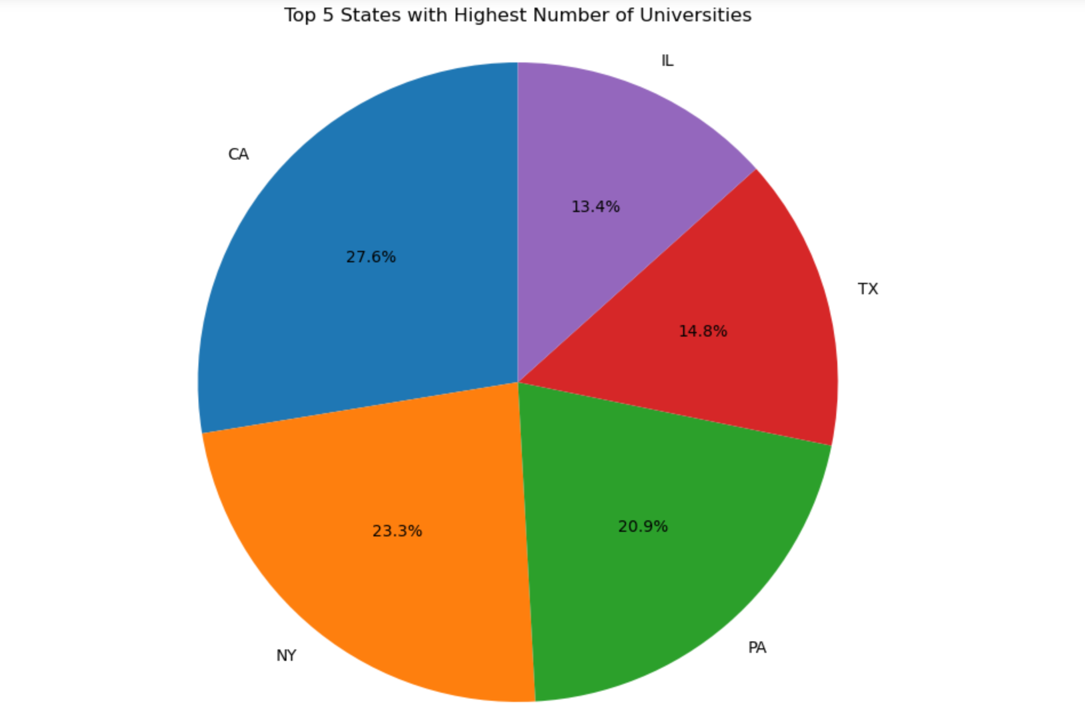 Top 5 States with Highest Number of Universities
IL
CA
13.4%
27.6%
TX
14.8%
20.9%
23.3%
PA
NY